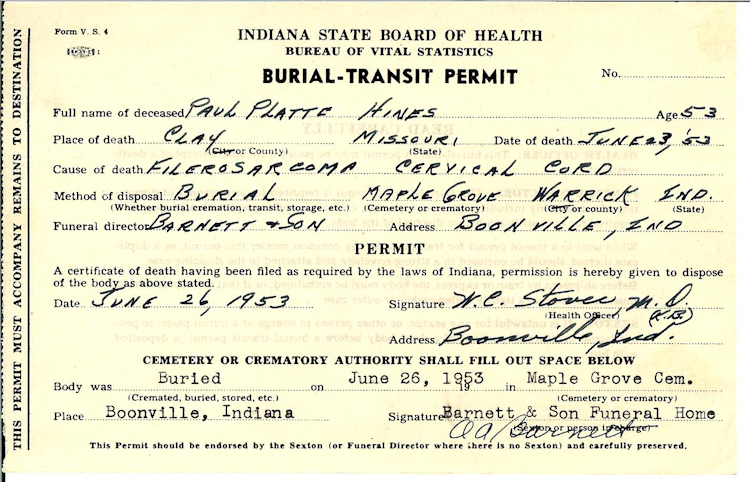 Form V. S. 4
INDIANA STATE BOARD OF HEALTH
BUREAU OF VITAL STATISTICS
BURIAL-TRANSIT PERMIT
No.
Full name of deceased PAUL PLATTE HINES Age 53
Place of death CLAY MISSOURI Date of death JUNE 23, '53
(City or County) (State)
Cause of death FILEROSARCOMA CERVICAL CORD
Method of disposal BURIAL MAPLE GROVE WARRICK IND.
(Whether burial cremation, transit, storage, etc.) (Cemetery or crematory) (City or county) (State)
Funeral director BARNETT & SON Address BOONVILLE, IND
PERMIT
A certificate of death having been filed as required by the laws of Indiana, permission is hereby given to dispose
of the body as above stated.
Date JUNE 26, 1953 Signature W.C. Stover, M.D.
(Health Officer)
Address Boonville, Ind.
CEMETERY OR CREMATORY AUTHORITY SHALL FILL OUT SPACE BELOW
Body was Buried on June 26, 1953 19 in Maple Grove Cem.
(Cremated, buried, stored, etc.) (Cemetery or crematory)
Place Boonville, Indiana Signature Barnett & Son Funeral Home
Barnett
(Sexton or person in charge)
This Permit should be endorsed by the Sexton (or Funeral Director where there is no Sexton) and carefully preserved.
THIS PERMIT MUST ACCOMPANY REMAINS TO DESTINATION